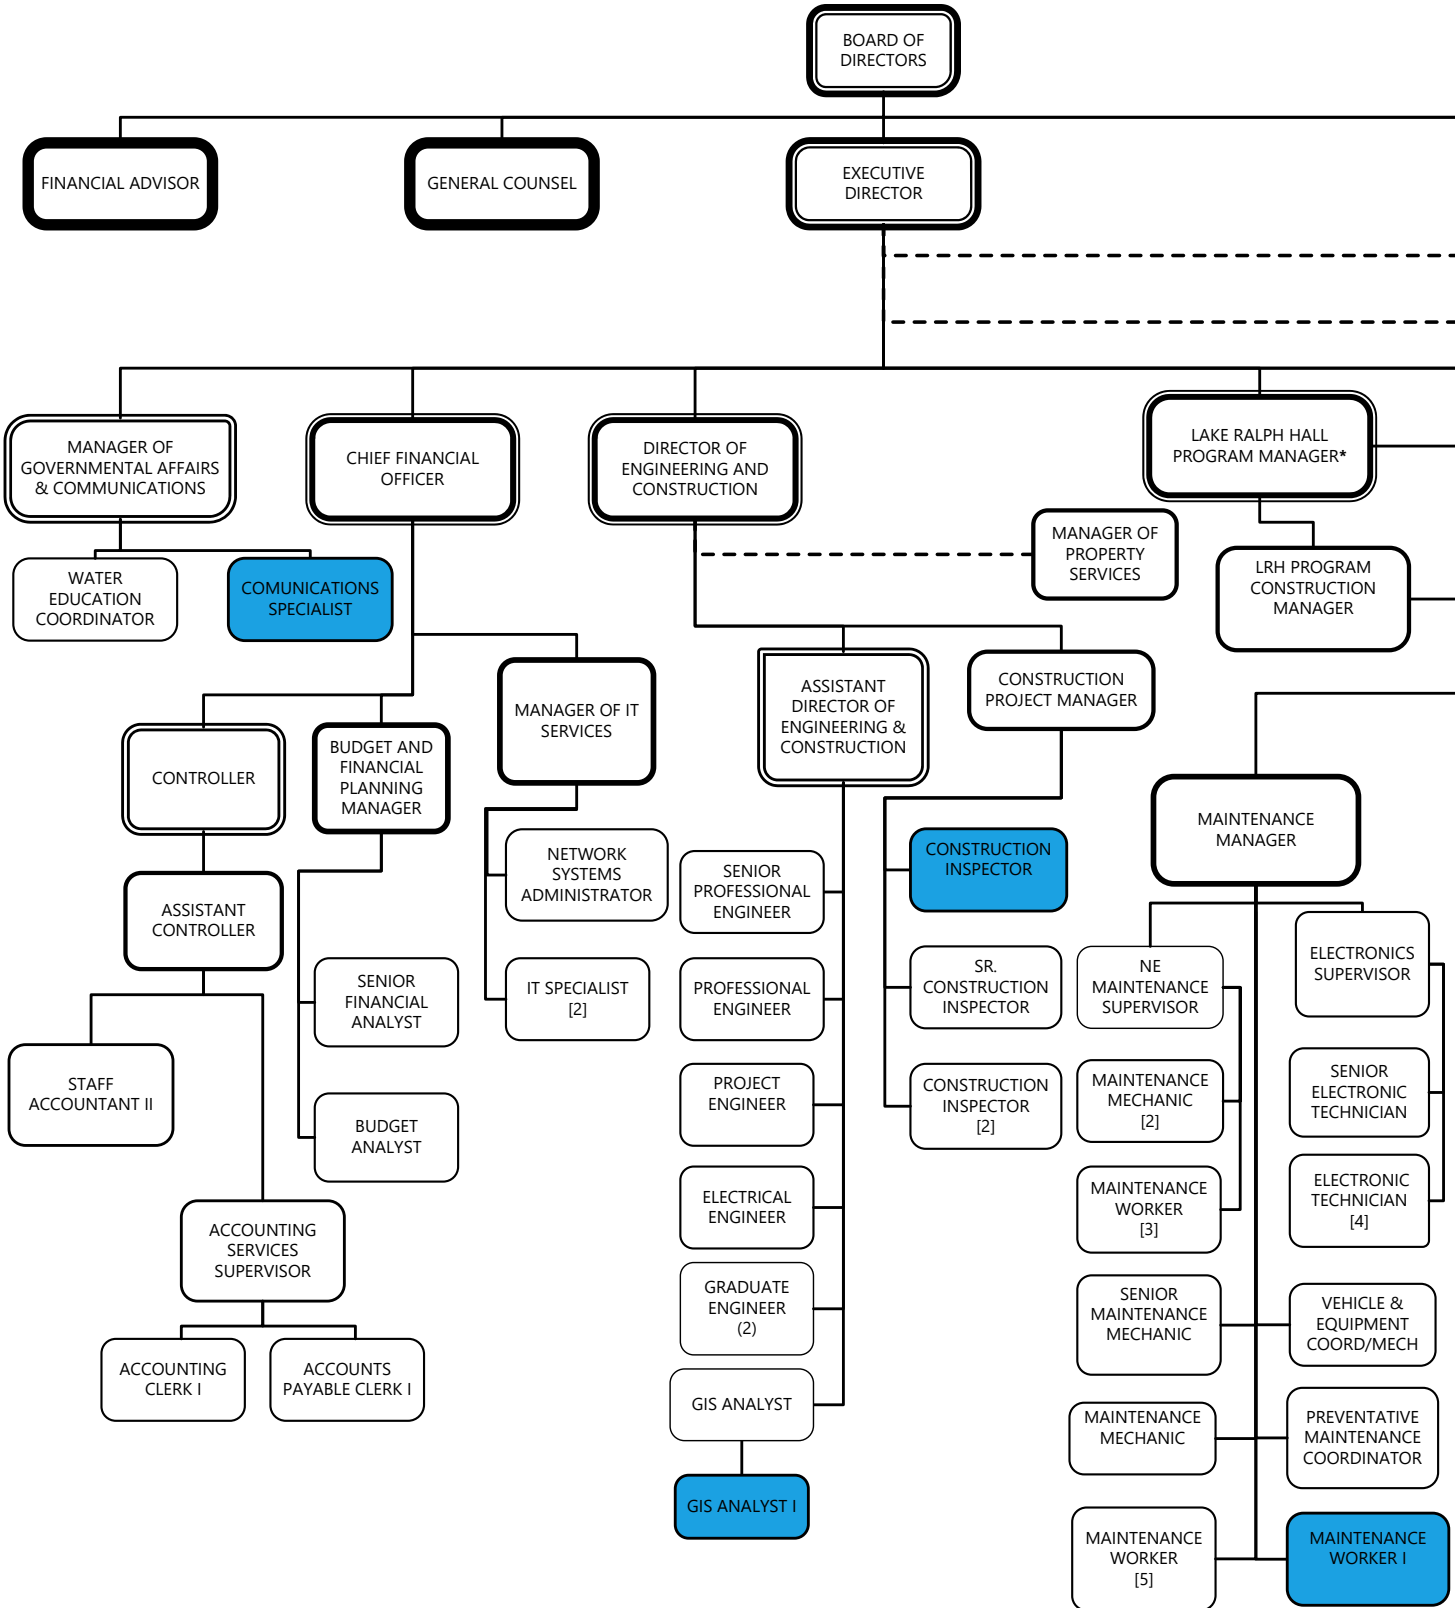 BOARD OF
DIRECTORS
FINANCIAL ADVISOR
GENERAL COUNSEL
EXECUTIVE
DIRECTOR
MANAGER OF
GOVERNMENTAL AFFAIRS
& COMMUNICATIONS
CHIEF FINANCIAL
OFFICER
DIRECTOR OF
ENGINEERING AND
CONSTRUCTION
LAKE RALPH HALL
PROGRAM MANAGER*
MANAGER OF
PROPERTY
SERVICES
LRH PROGRAM
CONSTRUCTION
MANAGER
WATER
EDUCATION
COORDINATOR
COMUNICATIONS
SPECIALIST
CONTROLLER
BUDGET AND
FINANCIAL
PLANNING
MANAGER
MANAGER OF IT
SERVICES
ASSISTANT
DIRECTOR OF
ENGINEERING &
CONSTRUCTION
CONSTRUCTION
PROJECT MANAGER
MAINTENANCE
MANAGER
ASSISTANT
CONTROLLER
NETWORK
SYSTEMS
ADMINISTRATOR
SENIOR
PROFESSIONAL
ENGINEER
CONSTRUCTION
INSPECTOR
SENIOR
FINANCIAL
ANALYST
IT SPECIALIST
[2]
PROFESSIONAL
ENGINEER
SR.
CONSTRUCTION
INSPECTOR
NE
MAINTENANCE
SUPERVISOR
ELECTRONICS
SUPERVISOR
STAFF
ACCOUNTANT II
BUDGET
ANALYST
PROJECT
ENGINEER
CONSTRUCTION
INSPECTOR
[2]
MAINTENANCE
MECHANIC
[2]
SENIOR
ELECTRONIC
TECHNICIAN
ELECTRICAL
ENGINEER
MAINTENANCE
WORKER
[3]
ELECTRONIC
TECHNICIAN
[4]
ACCOUNTING
SERVICES
SUPERVISOR
GRADUATE
ENGINEER
(2)
SENIOR
MAINTENANCE
MECHANIC
VEHICLE &
EQUIPMENT
COORD/MECH
ACCOUNTING
CLERK I
ACCOUNTS
PAYABLE CLERK I
GIS ANALYST
MAINTENANCE
MECHANIC
PREVENTATIVE
MAINTENANCE
COORDINATOR
GIS ANALYST I
MAINTENANCE
WORKER
[5]
MAINTENANCE
WORKER I